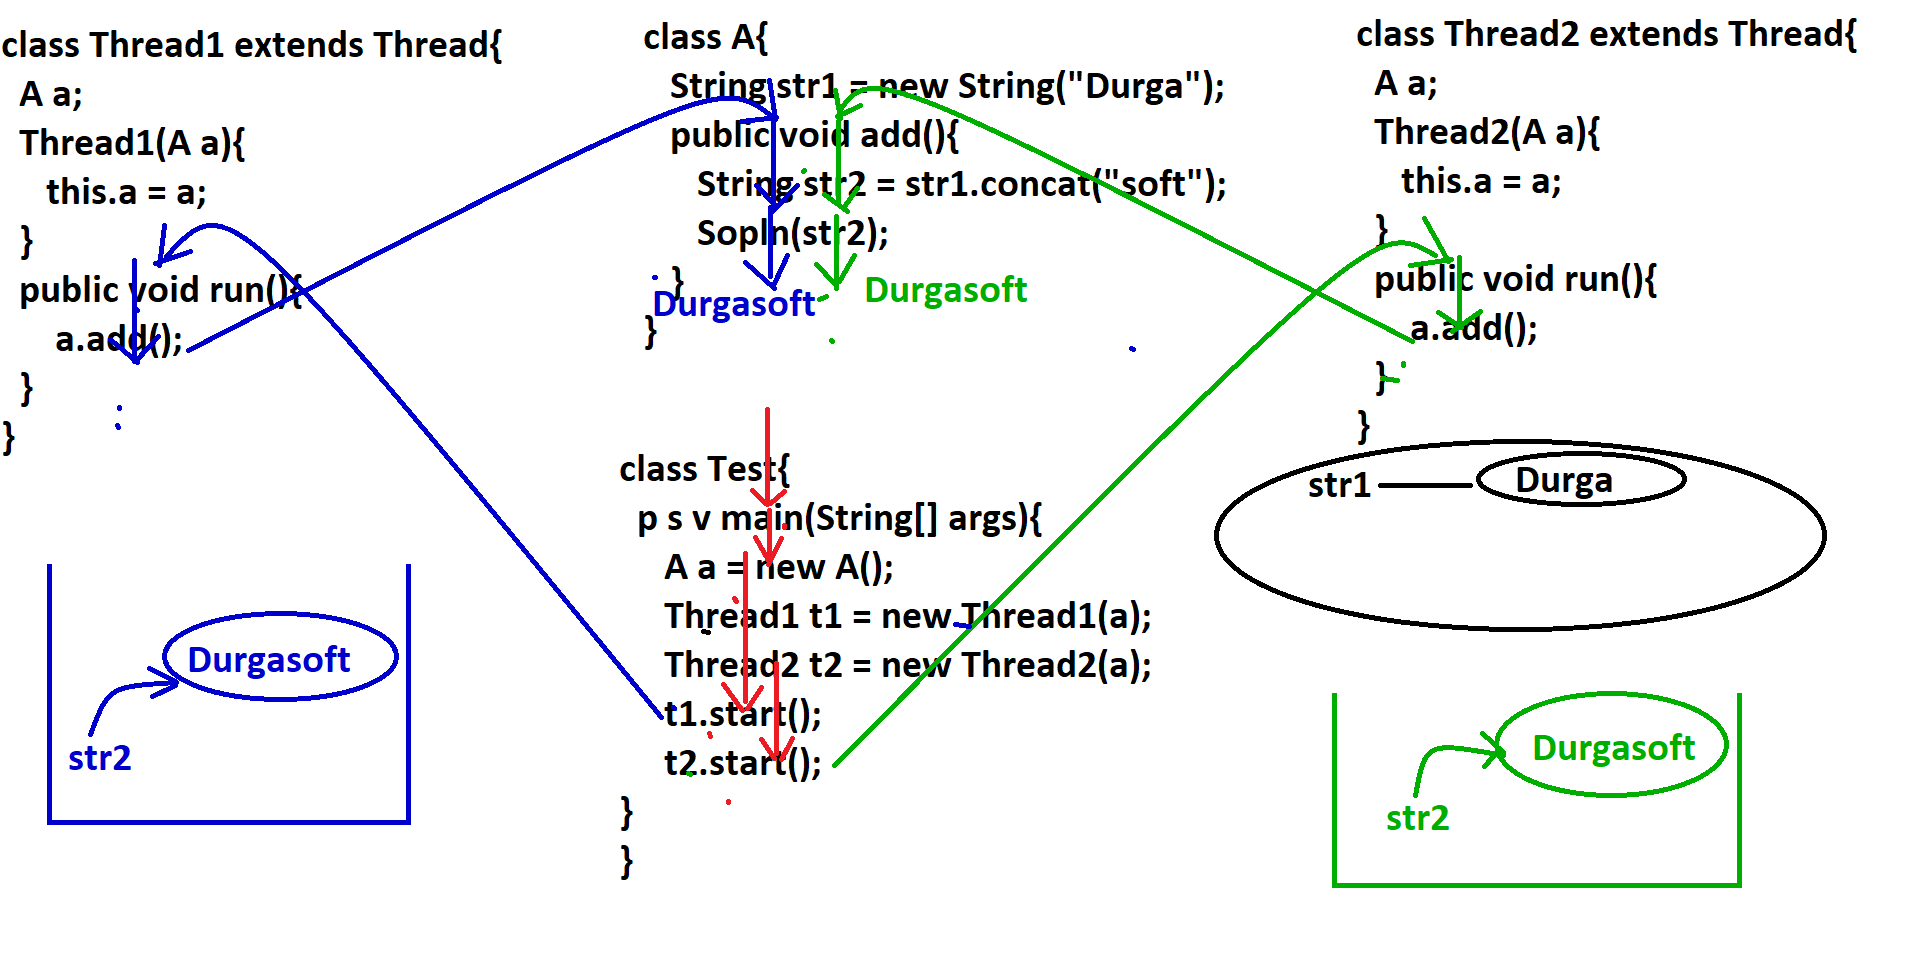 class Thread1 extends Thread{
A a;
Thread1(A a){
this.a = a;
}
public void run(){
a.add();
}
}
class A{
String str1 = new String("Durga");
public void add(){
String str2 = str1.concat("soft");
Sopln(str2);
}
Durgasoft
Durgasoft
}
class Thread2 extends Thread{
A a;
Thread2(A a){
this.a = a;
}
public void run(){
a.add();
}
}
class Test{
p s v main(String[] args){
A a = new A();
Thread1 t1 = new Thread1(a);
Thread2 t2 = new Thread2(a);
t1.start();
t2.start();
}
}
str1
Durga
Durgasoft
str2
Durgasoft
str2